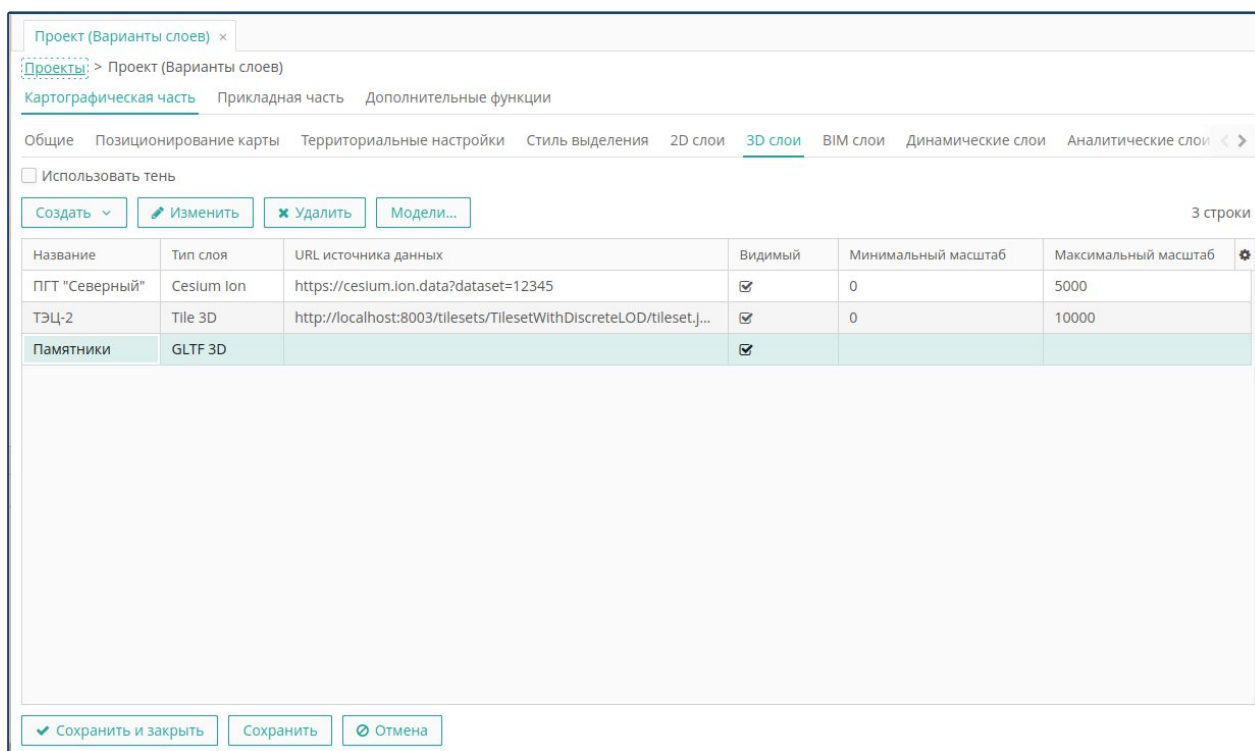 Проект (Варианты слоев) ×
Проекты > Проект (Варианты слоев)
Картографическая часть Прикладная часть Дополнительные функции
Общие Позиционирование карты Территориальные настройки Стиль выделения 2D слои 3D слои BIM слои Динамические слои Аналитические слои
Использовать тень
Создать Изменить Удалить Модели... 3 строки
Название Тип слоя URL источника данных Видимый Минимальный масштаб Максимальный масштаб
ПГТ "Северный" Cesium Ion https://cesium.ion.data?dataset=12345 0 5000
ТЭЦ-2 Tile 3D http://localhost:8003/tilesets/TilesetWithDiscreteLOD/tileset.j... 0 10000
Памятники GLTF 3D
Сохранить и закрыть Сохранить Отмена